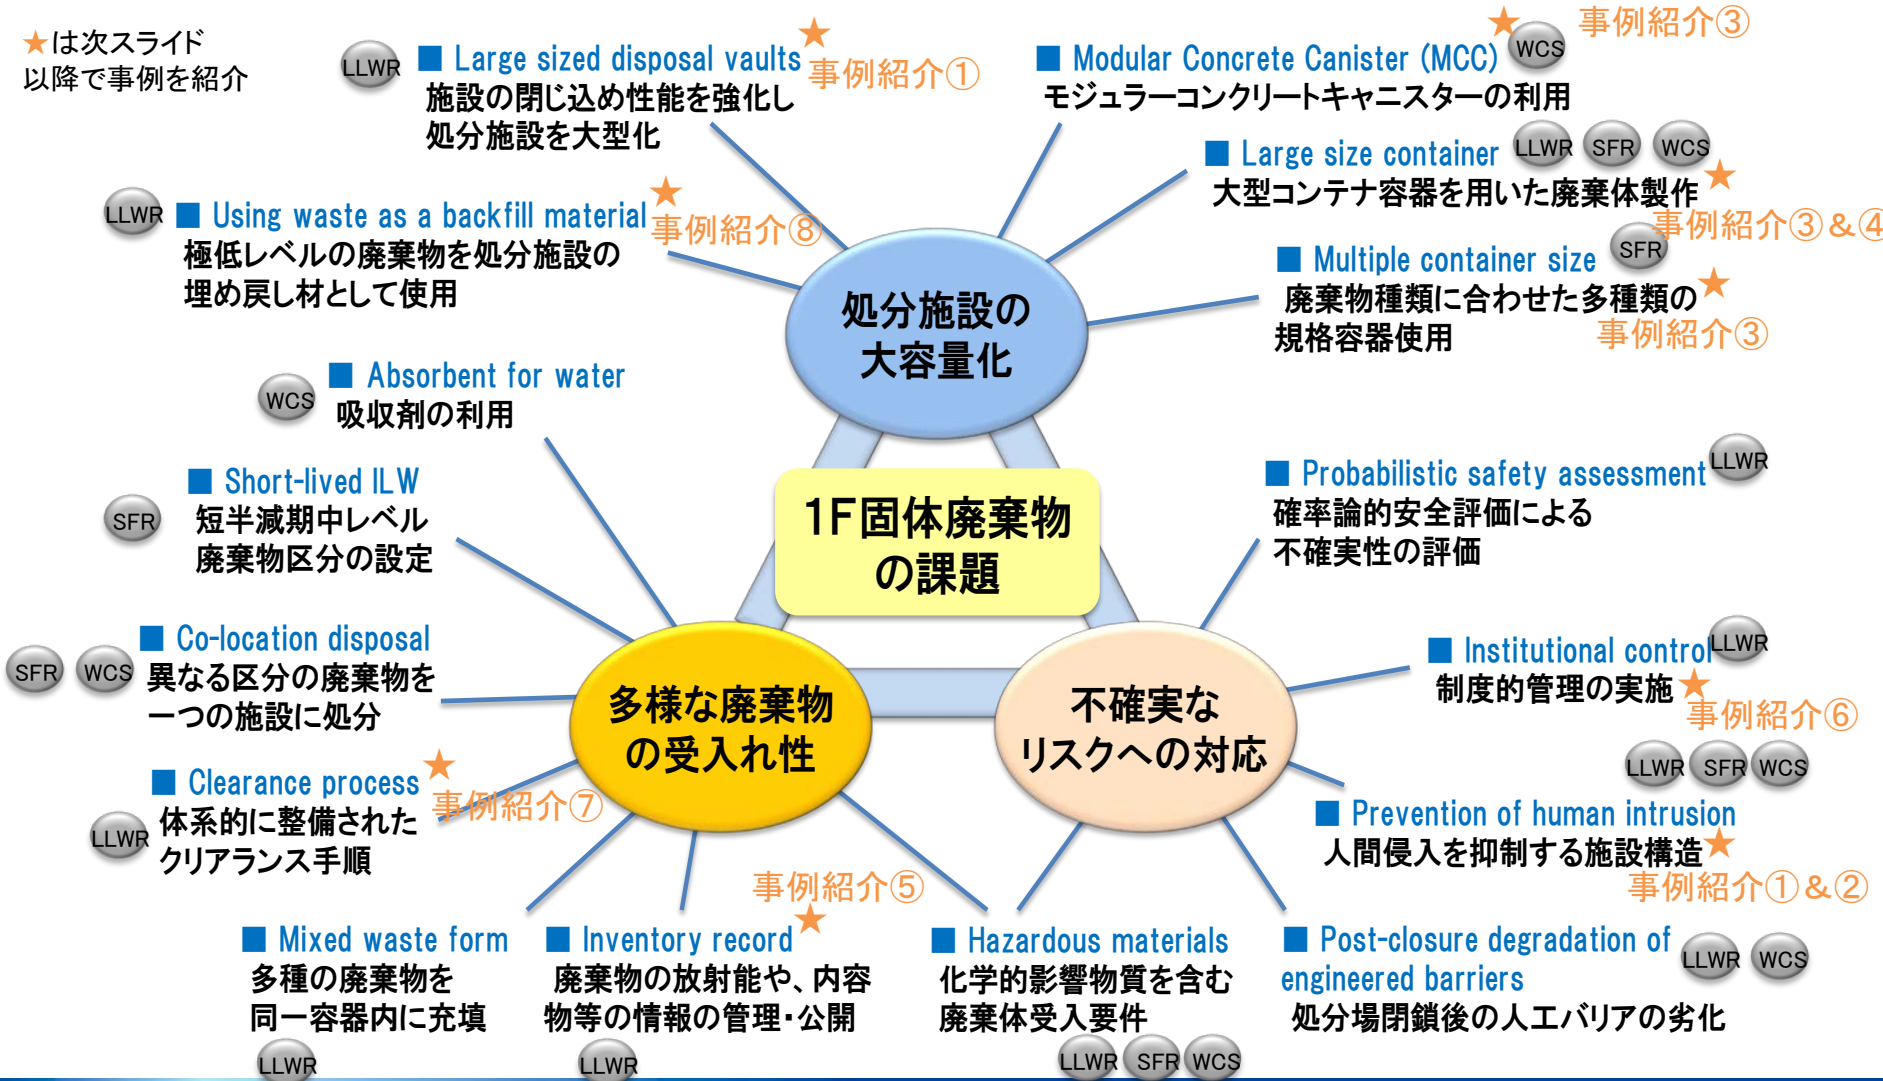 ★は次スライド
以降で事例を紹介
LLWR
■ Large sized disposal vaults ★
事例紹介①
施設の閉じ込め性能を強化し
処分施設を大型化
★ 事例紹介③
■ Modular Concrete Canister (MCC) WCS
モジュラーコンクリートキャニスターの利用
■ Large size container LLWR SFR WCS
大型コンテナ容器を用いた廃棄体製作 ★
事例紹介③&④
LLWR ■ Using waste as a backfill material ★
事例紹介⑧
極低レベルの廃棄物を処分施設の
埋め戻し材として使用
■ Multiple container size SFR
廃棄物種類に合わせた多種類の ★
規格容器使用
事例紹介③
処分施設の
大容量化
WCS
■ Absorbent for water
吸収剤の利用
SFR
■ Short-lived ILW
短半減期中レベル
廃棄物区分の設定
1F固体廃棄物
の課題
■ Probabilistic safety assessment LLWR
確率論的安全評価による
不確実性の評価
SFR WCS
■ Co-location disposal
異なる区分の廃棄物を
一つの施設に処分
多様な廃棄物
の受入れ性
不確実な
リスクへの対応
■ Institutional control LLWR
制度的管理の実施 ★
事例紹介⑥
■ Clearance process ★
事例紹介⑦
LLWR
体系的に整備された
クリアランス手順
LLWR SFR WCS
■ Prevention of human intrusion
人間侵入を抑制する施設構造 ★
事例紹介①&②
■ Mixed waste form
多種の廃棄物を
同一容器内に充填
LLWR
事例紹介⑤
■ Inventory record ★
廃棄物の放射能や、内容
物等の情報の管理・公開
LLWR
■ Hazardous materials
化学的影響物質を含む
廃棄体受入要件
LLWR SFR WCS
■ Post-closure degradation of
engineered barriers
LLWR WCS
処分場閉鎖後の人工バリアの劣化